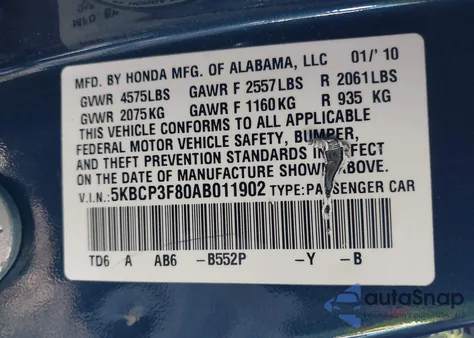 MFD. BY HONDA MFG. OF ALABAMA, LLC 01/'10
GVWR 4575LBS GAWR F 2557LBS R 2061LBS
GVWR 2075KG GAWR F 1160KG R 935 KG
THIS VEHICLE CONFORMS TO ALL APPLICABLE
FEDERAL MOTOR VEHICLE SAFETY, BUMPER,
AND THEFT PREVENTION STANDARDS IN EFFECT
ON THE DATE OF MANUFACTURE SHOWN ABOVE.
V.I.N.: 5KBCP3F80AB011902 TYPE: PASSENGER CAR
TD6 A AB6 -B552P -Y -B
autoSnap